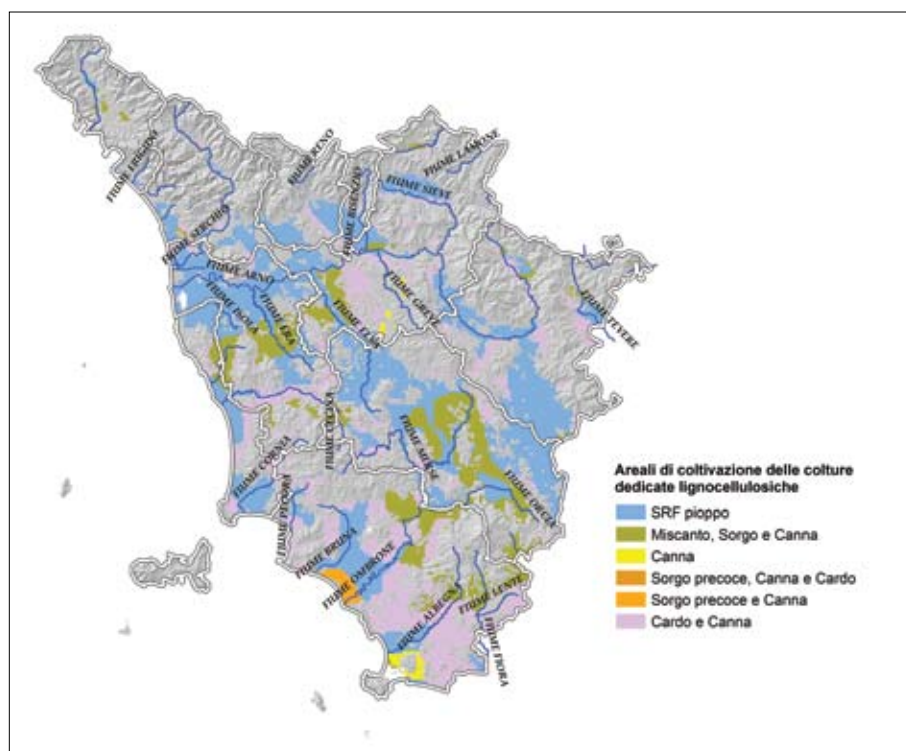 FIUME FRIGIDO
FIUME SERCHIO
FIUME RENO
FIUME BISENZIO
FIUME SIEVE
FIUME LAMONE
FIUME ARNO
FIUME ERA
FIUME ELSA
FIUME GREVE
FIUME TEVERE
FIUME CECINA
FIUME CORNIA
FIUME PECORA
FIUME MERSE
FIUME ORCIA
FIUME BRUNA
FIUME OMBRONE
FIUME ALBEGNA
FIUME LENTE
FIUME FIORA
Areali di coltivazione delle colture
dedicate lignocellulosiche
SRF pioppo
Miscanto, Sorgo e Canna
Canna
Sorgo precoce, Canna e Cardo
Sorgo precoce e Canna
Cardo e Canna